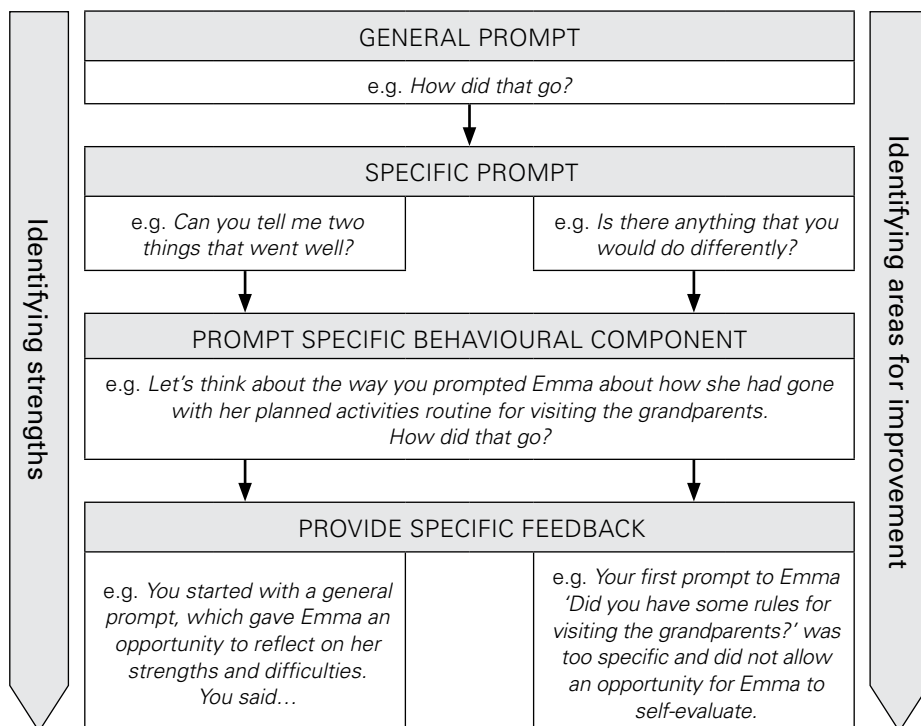 GENERAL PROMPT
e.g. How did that go?
SPECIFIC PROMPT
e.g. Can you tell me two
things that went well?
e.g. Is there anything that you
would do differently?
PROMPT SPECIFIC BEHAVIOURAL COMPONENT
e.g. Let's think about the way you prompted Emma about how she had gone
with her planned activities routine for visiting the grandparents.
How did that go?
PROVIDE SPECIFIC FEEDBACK
e.g. You started with a general
prompt, which gave Emma an
opportunity to reflect on her
strengths and difficulties.
You said…
e.g. Your first prompt to Emma
‘Did you have some rules for
visiting the grandparents?’ was
too specific and did not allow
an opportunity for Emma to
self-evaluate.
Identifying strengths
Identifying areas for improvement